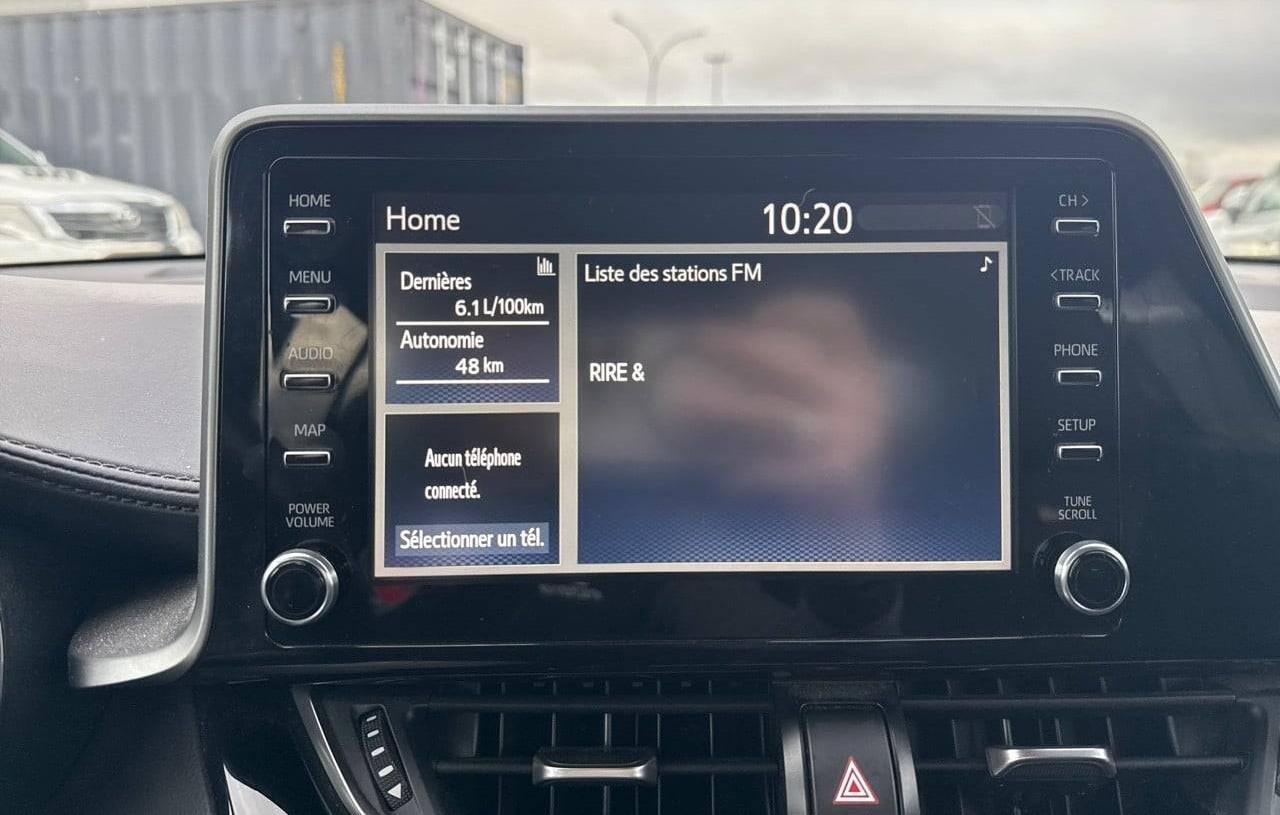 HOME
MENU
AUDIO
MAP
POWER
VOLUME
Home
10:20
Dernières
6.1 L/100km
Autonomie
48 km
Aucun téléphone
connecté.
Sélectionner un tél.
Liste des stations FM
RIRE &
CH >
< TRACK
PHONE
SETUP
TUNE
SCROLL